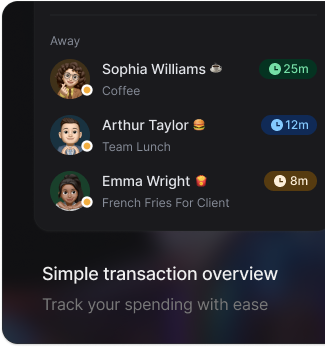 Away
Sophia Williams ☕ 25m
Coffee
Arthur Taylor 🍔 12m
Team Lunch
Emma Wright 🍟 8m
French Fries For Client
Simple transaction overview
Track your spending with ease